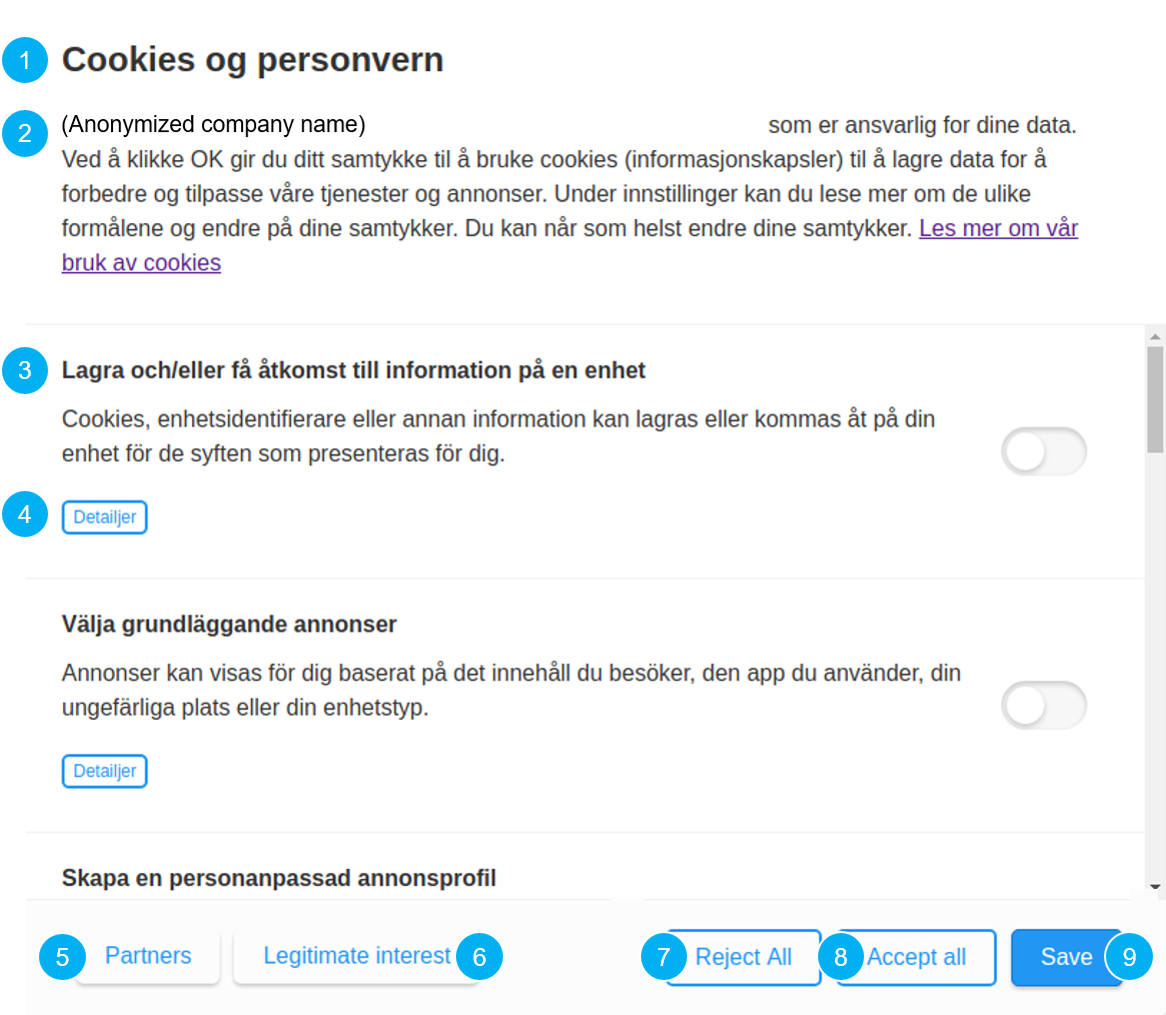 1 Cookies og personvern
2 (Anonymized company name) som er ansvarlig for dine data.
Ved å klikke OK gir du ditt samtykke til å bruke cookies (informasjonskapsler) til å lagre data for å
forbedre og tilpasse våre tjenester og annonser. Under innstillinger kan du lese mer om de ulike
formålene og endre på dine samtykker. Du kan når som helst endre dine samtykker. Les mer om vår
bruk av cookies
3 Lagra och/eller få åtkomst till information på en enhet
Cookies, enhetsidentifierare eller annan information kan lagras eller kommas åt på din
enhet för de syften som presenteras för dig.
4 Detailjer
Välja grundläggande annonser
Annonser kan visas för dig baserat på det innehåll du besöker, den app du använder, din
ungefärliga plats eller din enhetstyp.
Detailjer
Skapa en personanpassad annonsprofil
5 Partners Legitimate interest 6 7 Reject All 8 Accept all Save 9